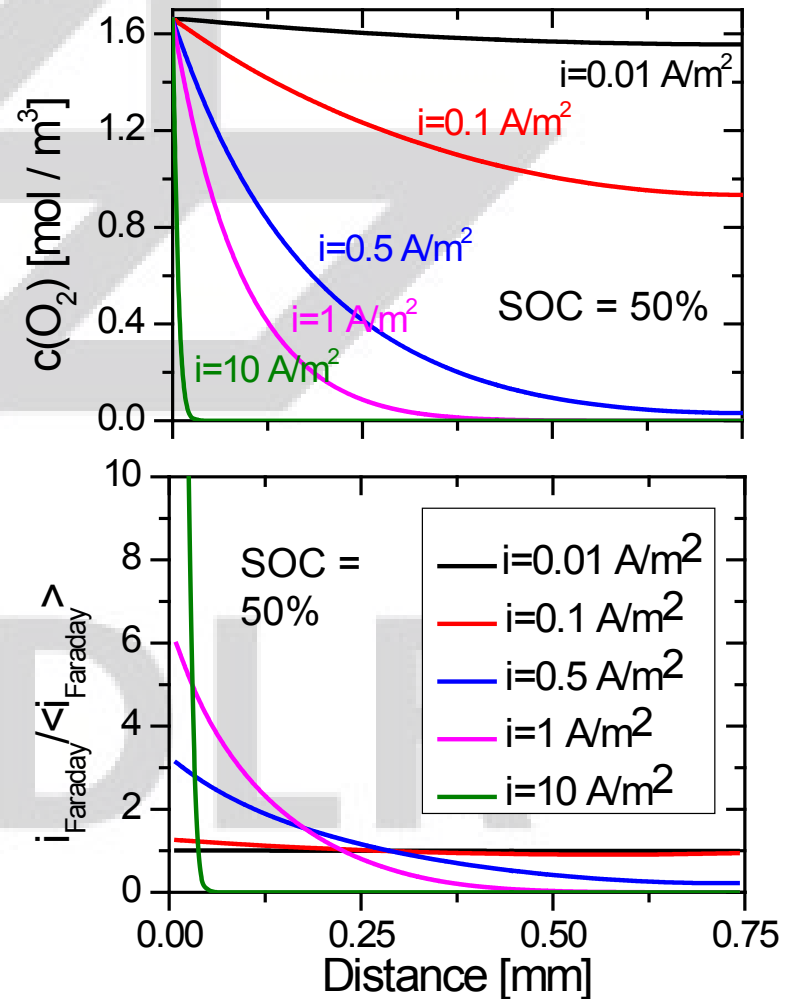 1.6
1.2
0.8
0.4
0.0
c(O₂) [mol / m³]
i=0.01 A/m²
i=0.1 A/m²
i=0.5 A/m²
i=1 A/m²
i=10 A/m²
SOC = 50%
10
8
6
4
2
0
i_Faraday/<i_Faraday>
SOC =
50%
i=0.01 A/m²
i=0.1 A/m²
i=0.5 A/m²
i=1 A/m²
i=10 A/m²
0.00 0.25 0.50 0.75
Distance [mm]
DLR